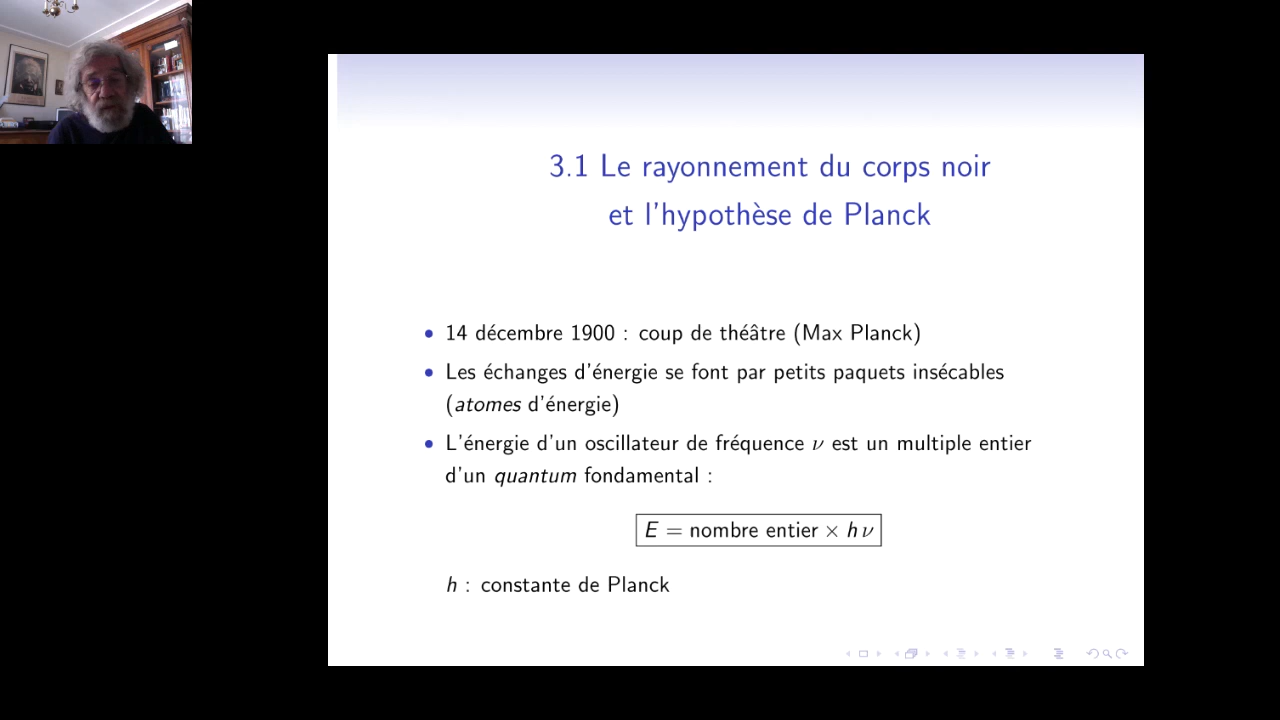 3.1 Le rayonnement du corps noir
et l'hypothèse de Planck
• 14 décembre 1900 : coup de théâtre (Max Planck)
• Les échanges d'énergie se font par petits paquets insécables
(atomes d'énergie)
• L'énergie d'un oscillateur de fréquence ν est un multiple entier
d'un quantum fondamental :
E = nombre entier × h ν
h : constante de Planck